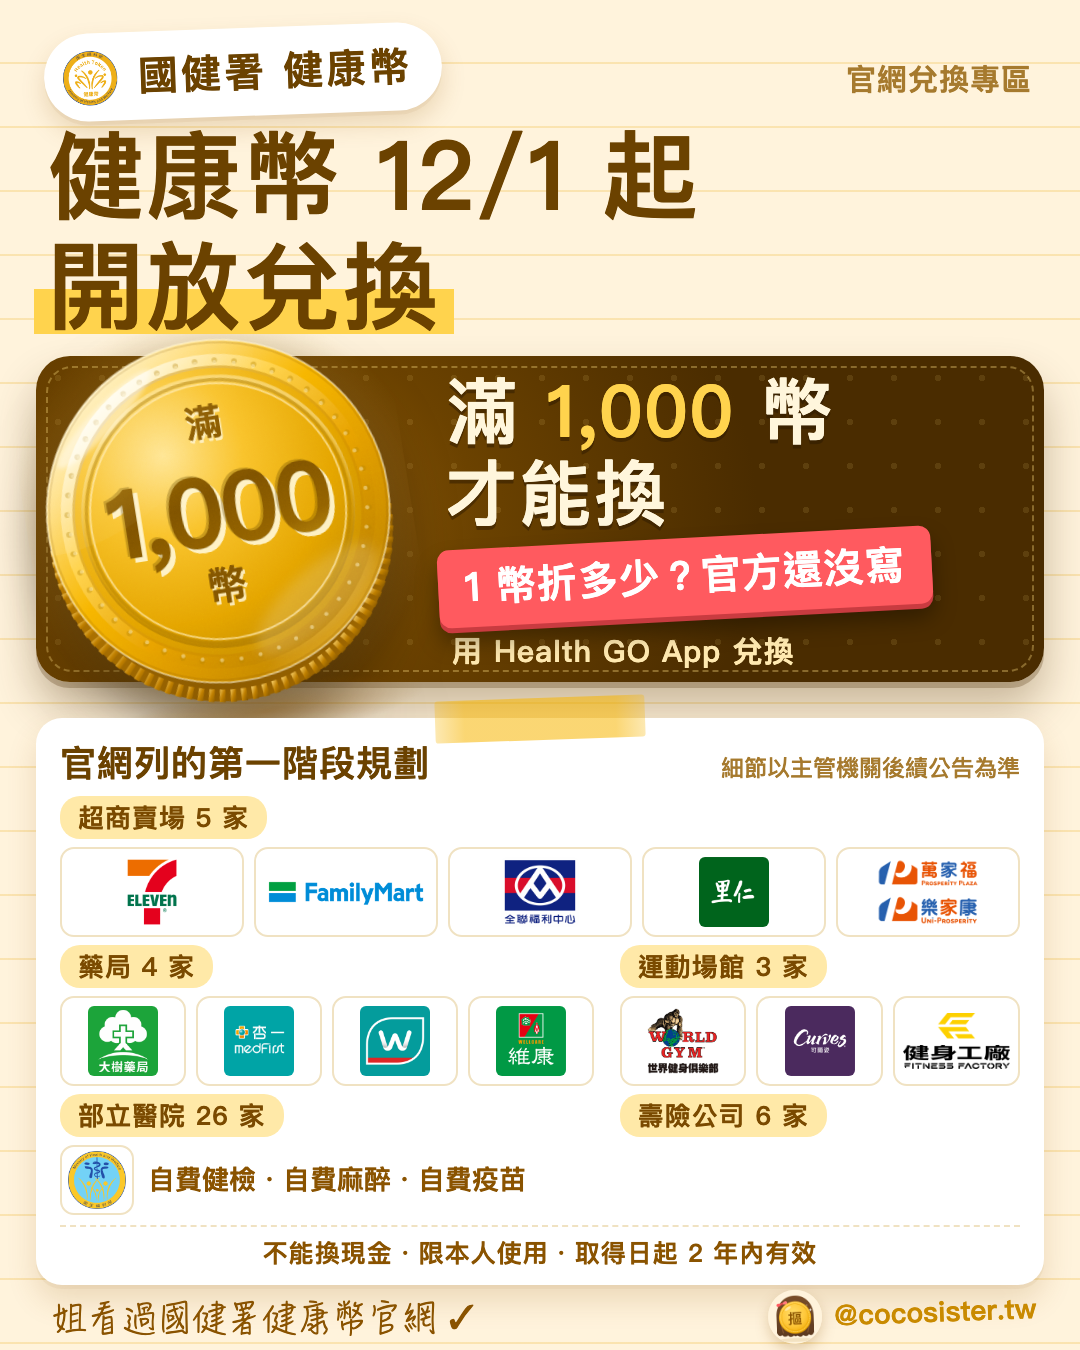 國健署 健康幣
官網兌換專區
健康幣 12/1 起
開放兌換
滿
1,000
幣
滿 1,000 幣
才能換
1 幣折多少？官方還沒寫
用 Health GO App 兌換
官網列的第一階段規劃
細節以主管機關後續公告為準
超商賣場 5 家
ELEVEN
FamilyMart
全聯福利中心
里仁
萬家福
PROSPERITY PLAZA
樂家康
UNI-PROSPERITY
藥局 4 家
運動場館 3 家
大樹藥局
杏一
medFirst
W
WELLCARE
維康
WORLD
GYM
世界健身俱樂部
Curves
可爾姿
健身工廠
FITNESS FACTORY
部立醫院 26 家
壽險公司 6 家
自費健檢 · 自費麻醉 · 自費疫苗
不能換現金 · 限本人使用 · 取得日起 2 年內有效
姐看過國健署健康幣官網 ✓
摳
@cocosister.tw